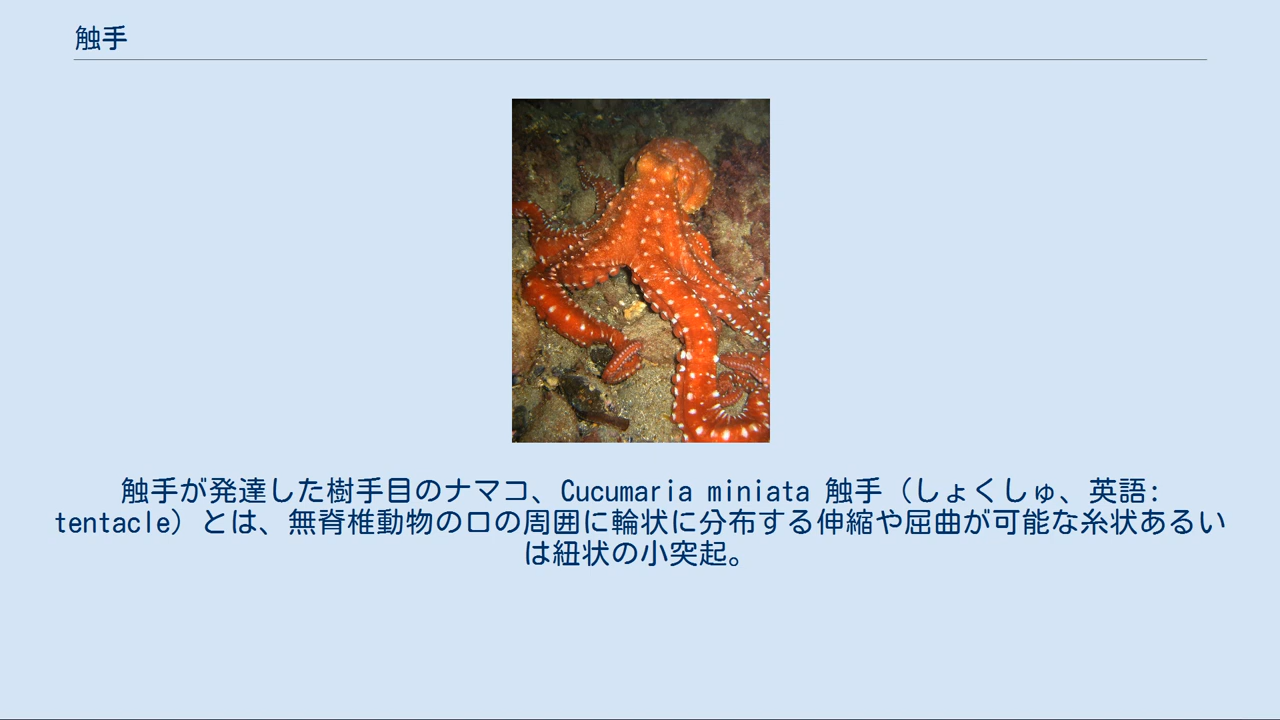 触手
触手が発達した樹手目のナマコ、Cucumaria miniata 触手（しょくしゅ、英語:
tentacle）とは、無脊椎動物の口の周囲に輪状に分布する伸縮や屈曲が可能な糸状あるい
は紐状の小突起。